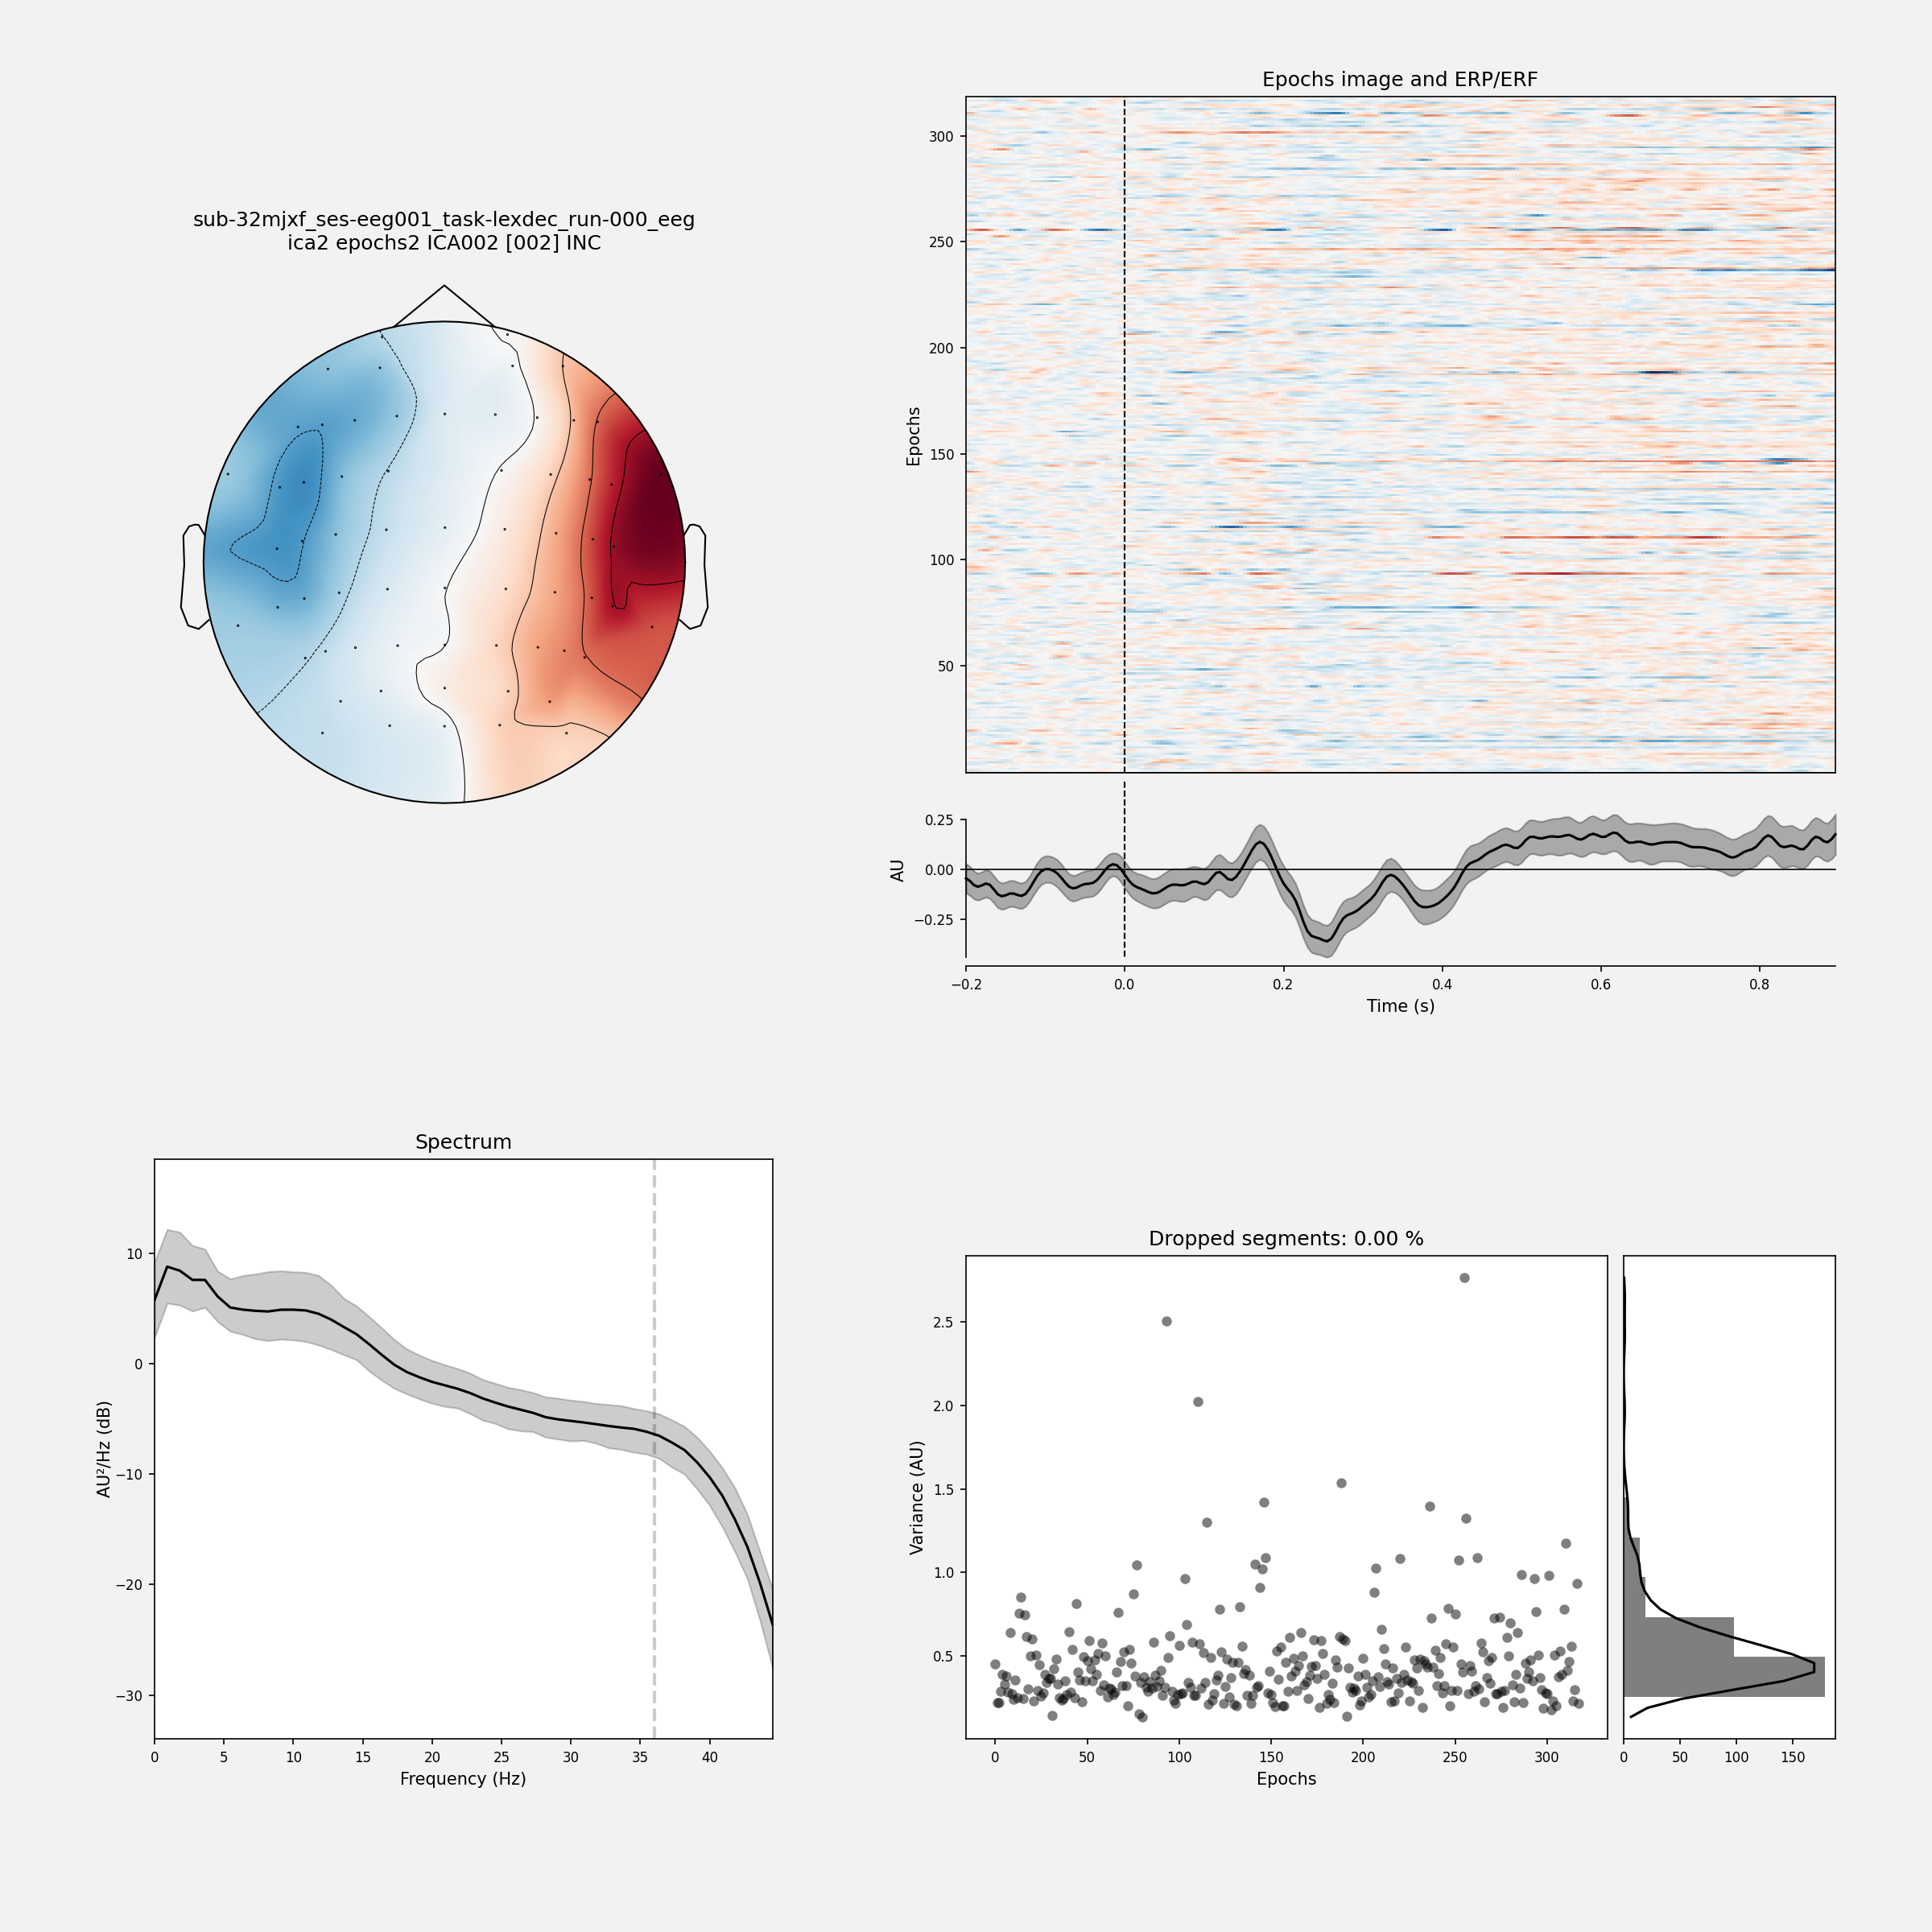 sub-32mjxf_ses-eeg001_task-lexdec_run-000_eeg
ica2 epochs2 ICA002 [002] INC
Epochs image and ERP/ERF
Epochs
300
250
200
150
100
50
AU
0.25
0.00
−0.25
−0.2 0.0 0.2 0.4 0.6 0.8
Time (s)
Spectrum
AU²/Hz (dB)
10
0
−10
−20
−30
0 5 10 15 20 25 30 35 40
Frequency (Hz)
Dropped segments: 0.00 %
Variance (AU)
2.5
2.0
1.5
1.0
0.5
0 50 100 150 200 250 300
Epochs
0 50 100 150